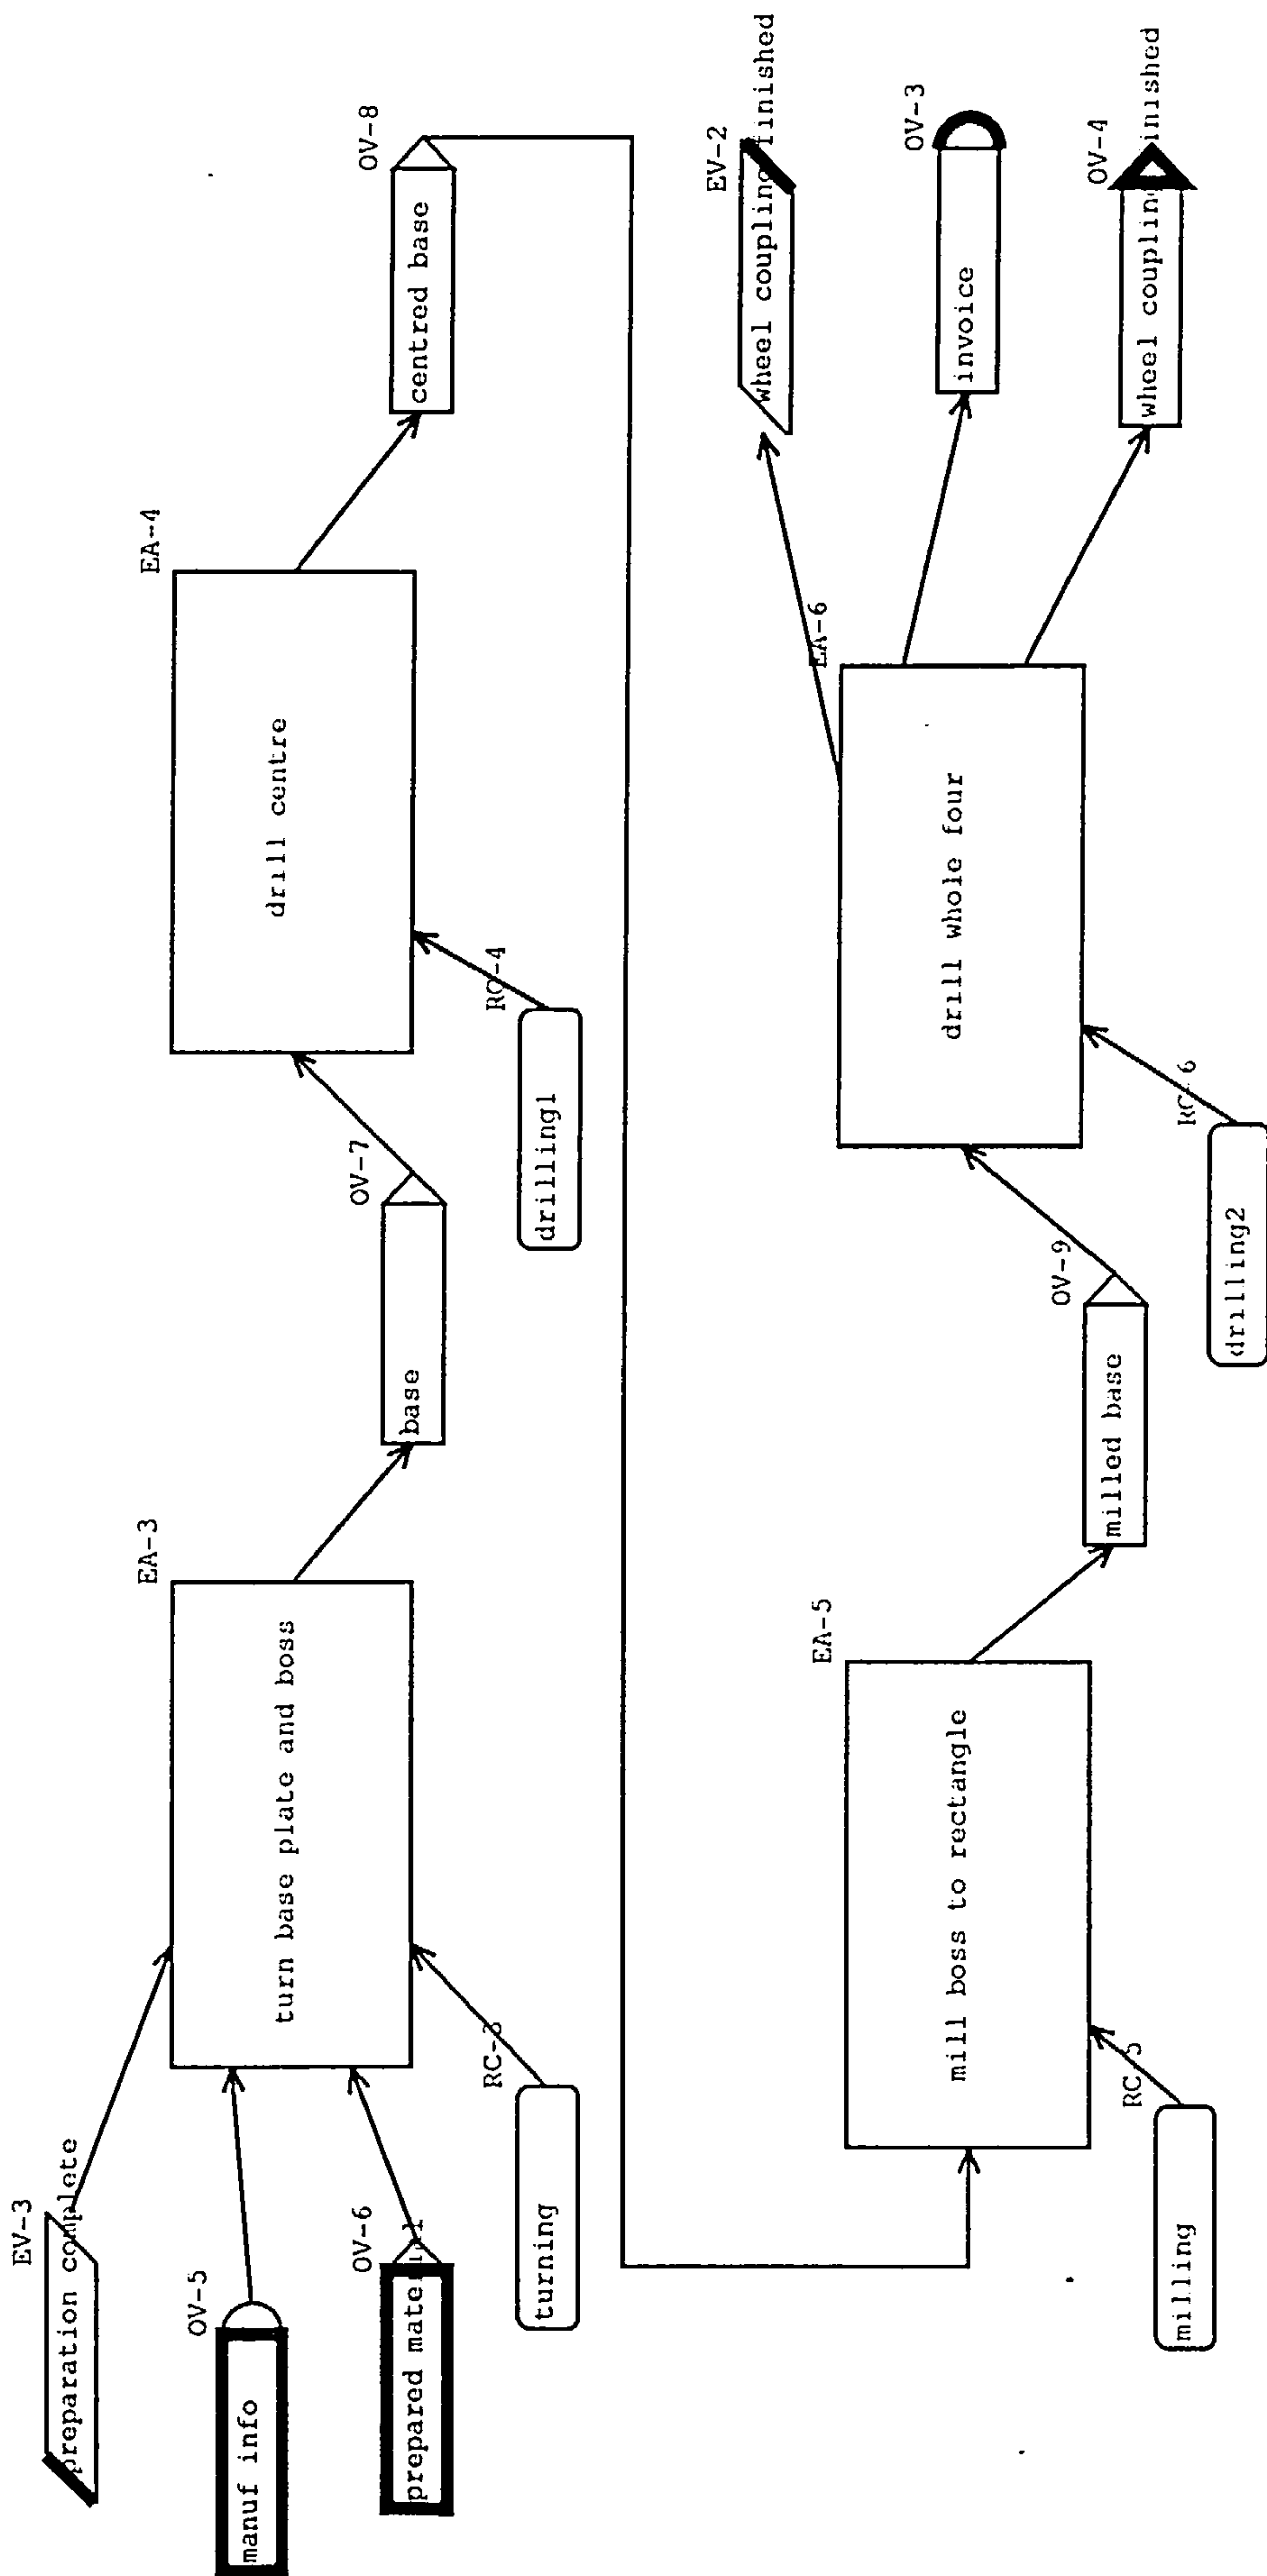 EV-3
preparation complete
OV-5
manuf info
OV-6
prepared material
EA-3
turn base plate and boss
RC-3
turning
OV-7
base
EA-4
drill centre
RC-4
drilling1
OV-8
centred base
EA-5
mill boss to rectangle
RC-5
milling
OV-9
milled base
EA-6
drill whole four
RC-6
drilling2
EV-2
wheel coupling finished
OV-3
invoice
OV-4
wheel coupling finished